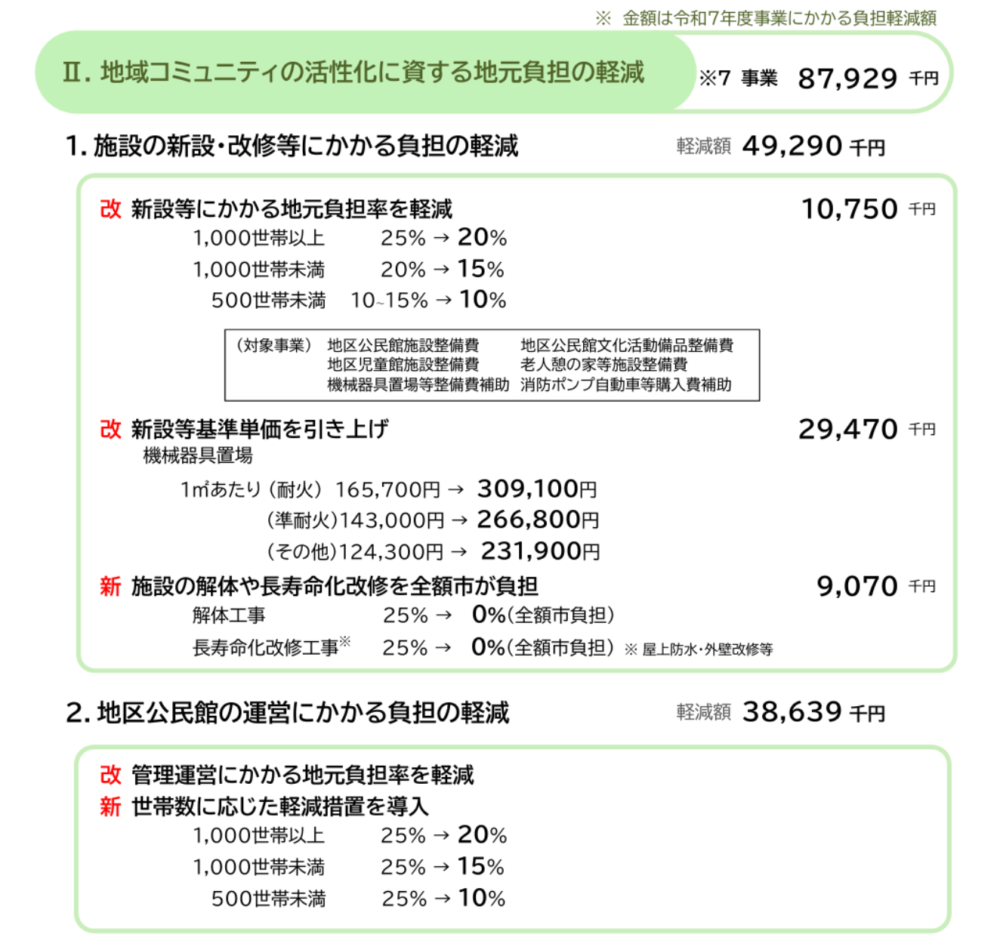 ※ 金額は令和7年度事業にかかる負担軽減額
Ⅱ．地域コミュニティの活性化に資する地元負担の軽減 ※7 事業 87,929 千円
1．施設の新設・改修等にかかる負担の軽減 軽減額 49,290 千円
改 新設等にかかる地元負担率を軽減 10,750 千円
1,000世帯以上 25% → 20%
1,000世帯未満 20% → 15%
500世帯未満 10~15% → 10%
（対象事業） 地区公民館施設整備費 地区公民館文化活動備品整備費
地区児童館施設整備費 老人憩の家等施設整備費
機械器具置場等整備費補助 消防ポンプ自動車等購入費補助
改 新設等基準単価を引き上げ 29,470 千円
機械器具置場
1㎡あたり（耐火） 165,700円 → 309,100円
（準耐火）143,000円 → 266,800円
（その他）124,300円 → 231,900円
新 施設の解体や長寿命化改修を全額市が負担 9,070 千円
解体工事 25% → 0%（全額市負担）
長寿命化改修工事※ 25% → 0%（全額市負担） ※ 屋上防水・外壁改修等
2．地区公民館の運営にかかる負担の軽減 軽減額 38,639 千円
改 管理運営にかかる地元負担率を軽減
新 世帯数に応じた軽減措置を導入
1,000世帯以上 25% → 20%
1,000世帯未満 25% → 15%
500世帯未満 25% → 10%